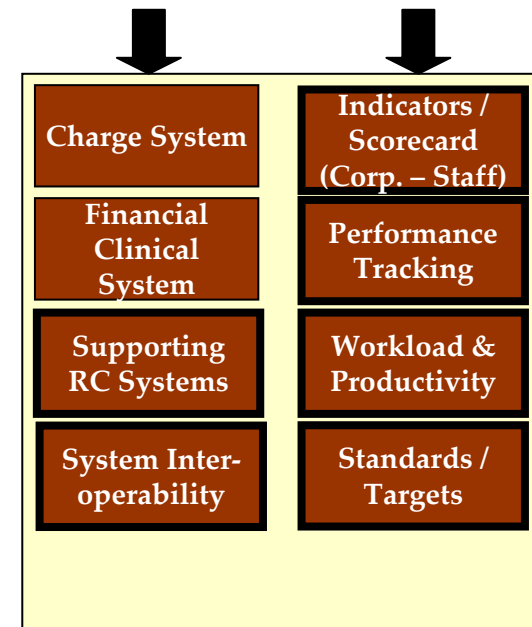 Charge System
Financial
Clinical
System
Supporting
RC Systems
System Inter-
operability
Indicators /
Scorecard
(Corp. – Staff)
Performance
Tracking
Workload &
Productivity
Standards /
Targets